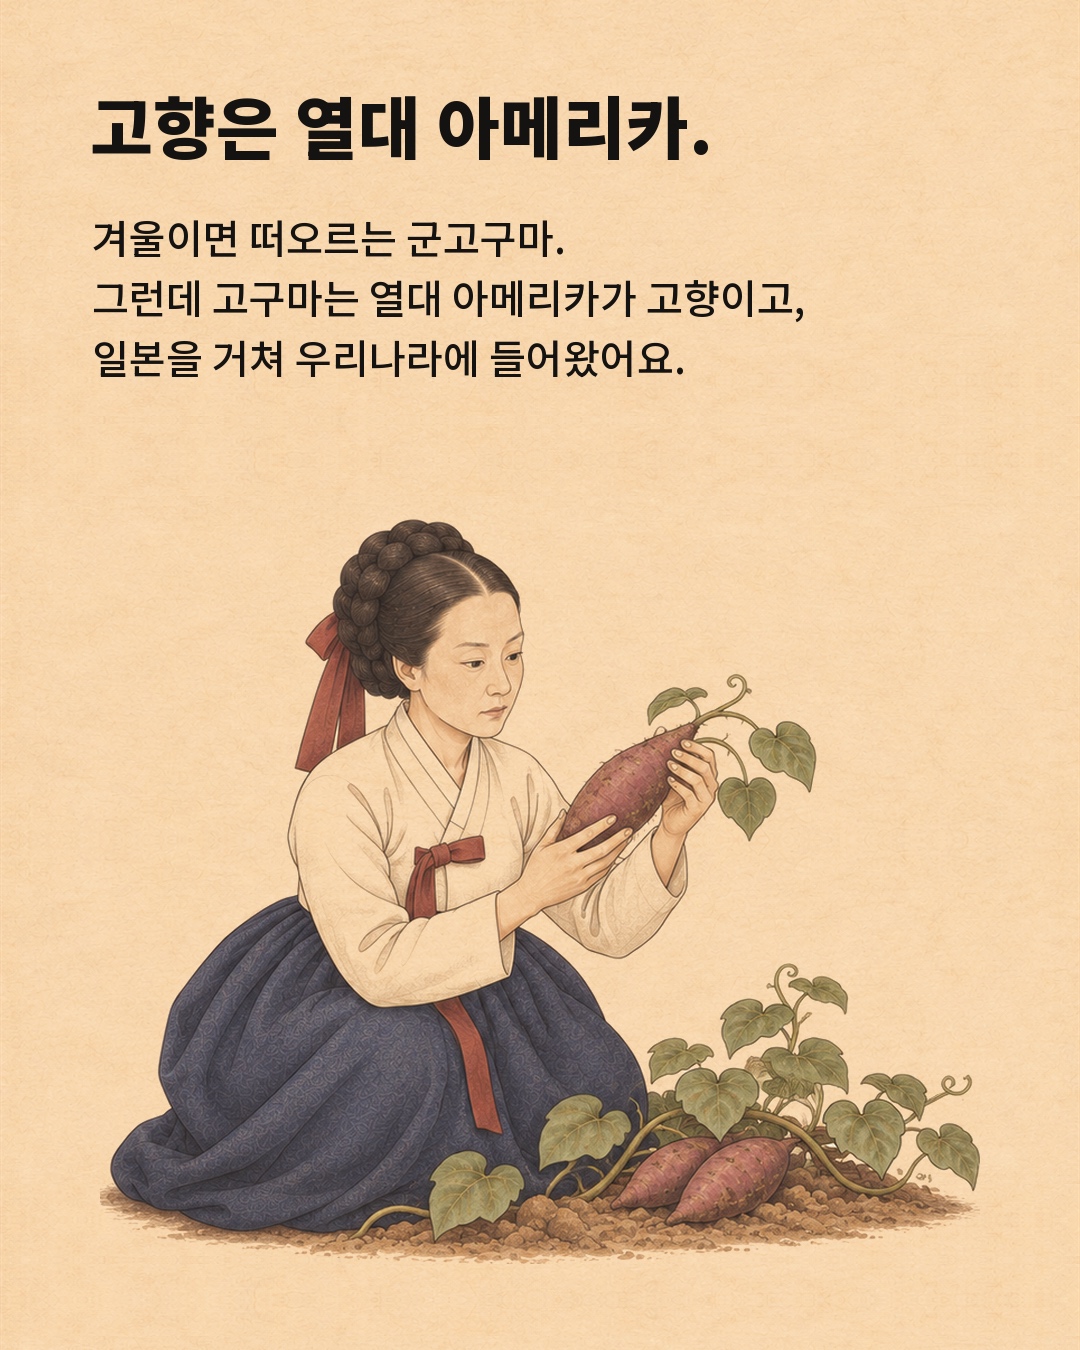 고향은 열대 아메리카.
겨울이면 떠오르는 군고구마.
그런데 고구마는 열대 아메리카가 고향이고,
일본을 거쳐 우리나라에 들어왔어요.